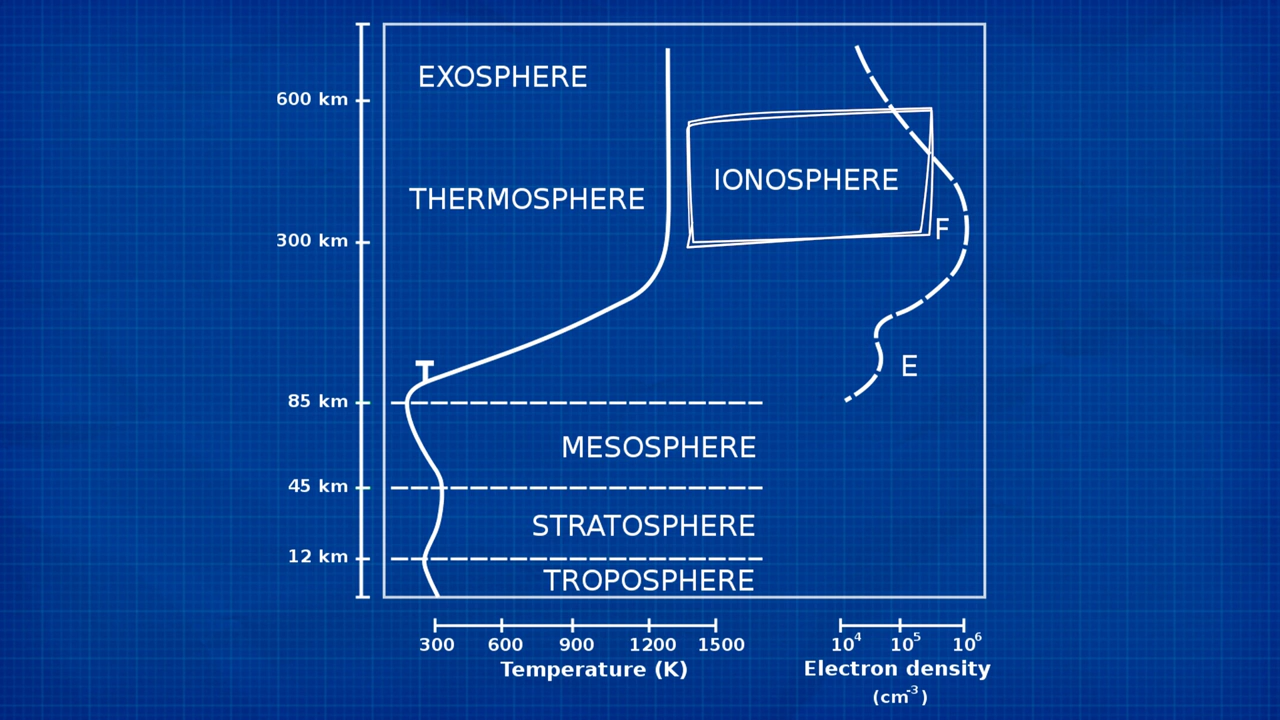 EXOSPHERE
600 km
IONOSPHERE
THERMOSPHERE
F
300 km
E
T
85 km
MESOSPHERE
45 km
STRATOSPHERE
12 km
TROPOSPHERE
300 600 900 1200 1500
10⁴ 10⁵ 10⁶
Temperature (K)
Electron density
(cm⁻³)